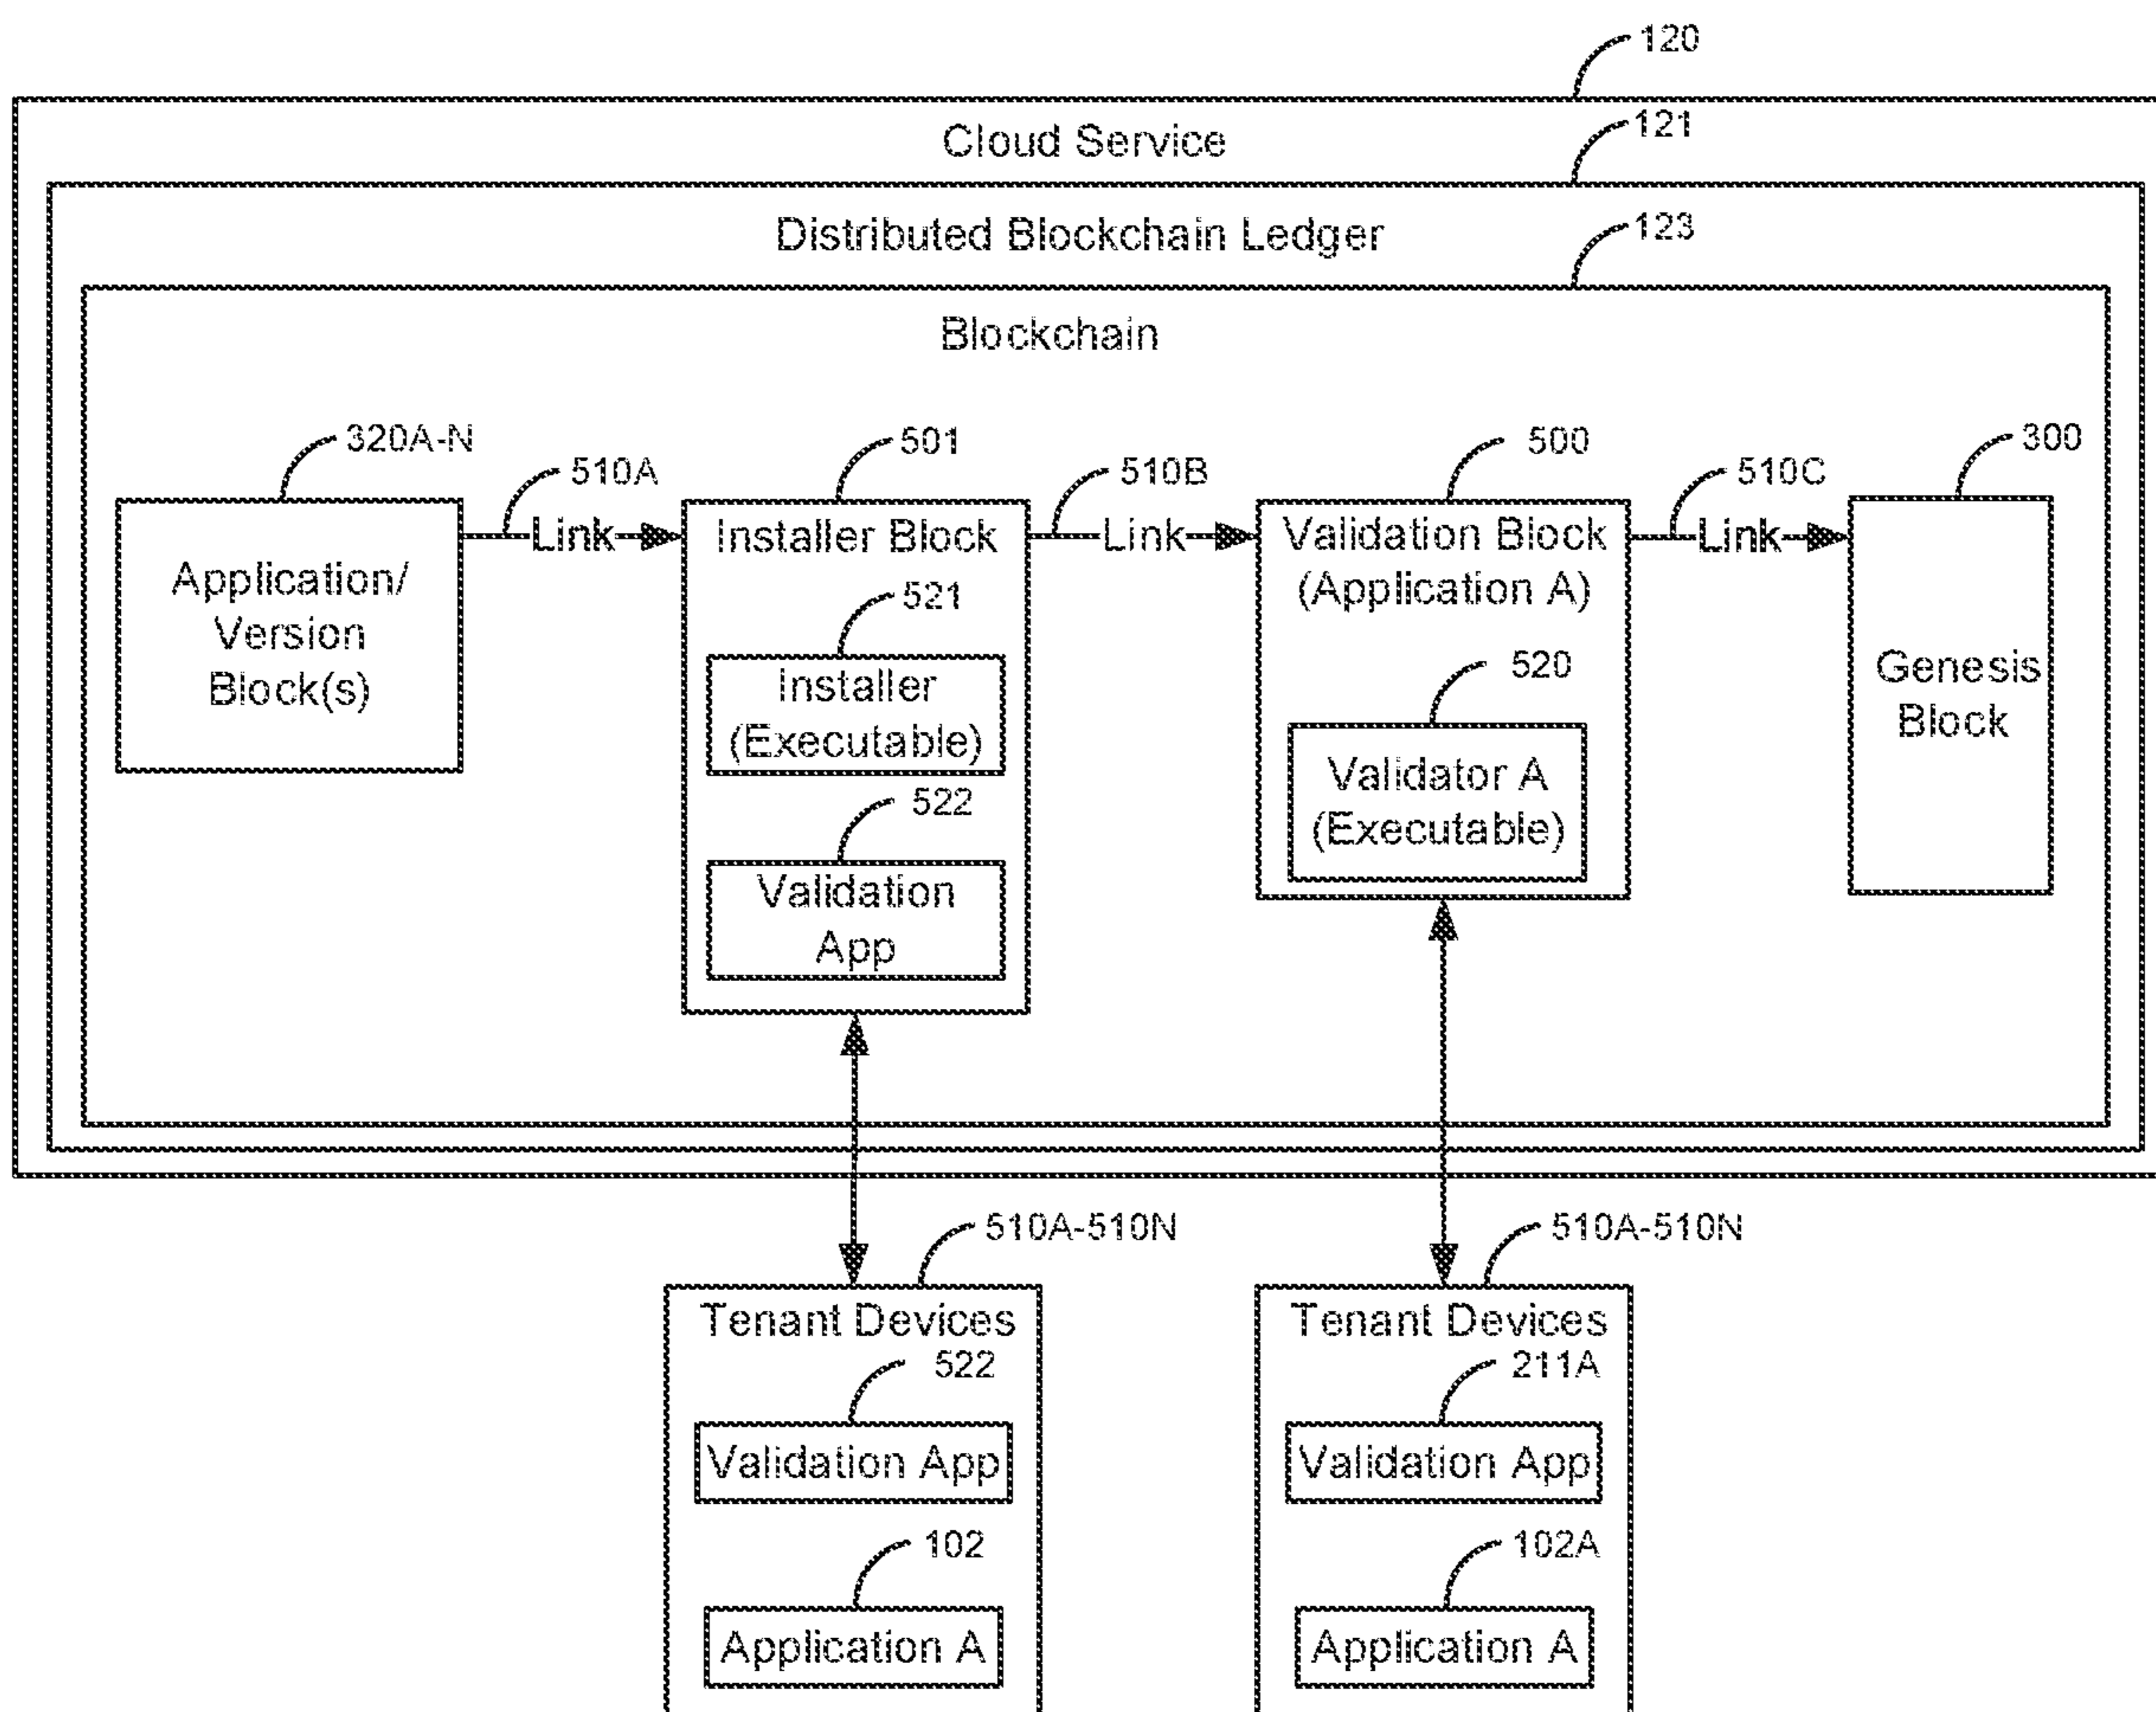 120
Cloud Service
121
Distributed Blockchain Ledger
123
Blockchain
320A-N
510A
501
510B
500
510C
300
Application/
Version
Block(s)
Link
Installer Block
521
Installer
(Executable)
522
Validation
App
Link
Validation Block
(Application A)
520
Validator A
(Executable)
Link
Genesis
Block
510A-510N
Tenant Devices
522
Validation App
102
Application A
510A-510N
Tenant Devices
211A
Validation App
102A
Application A